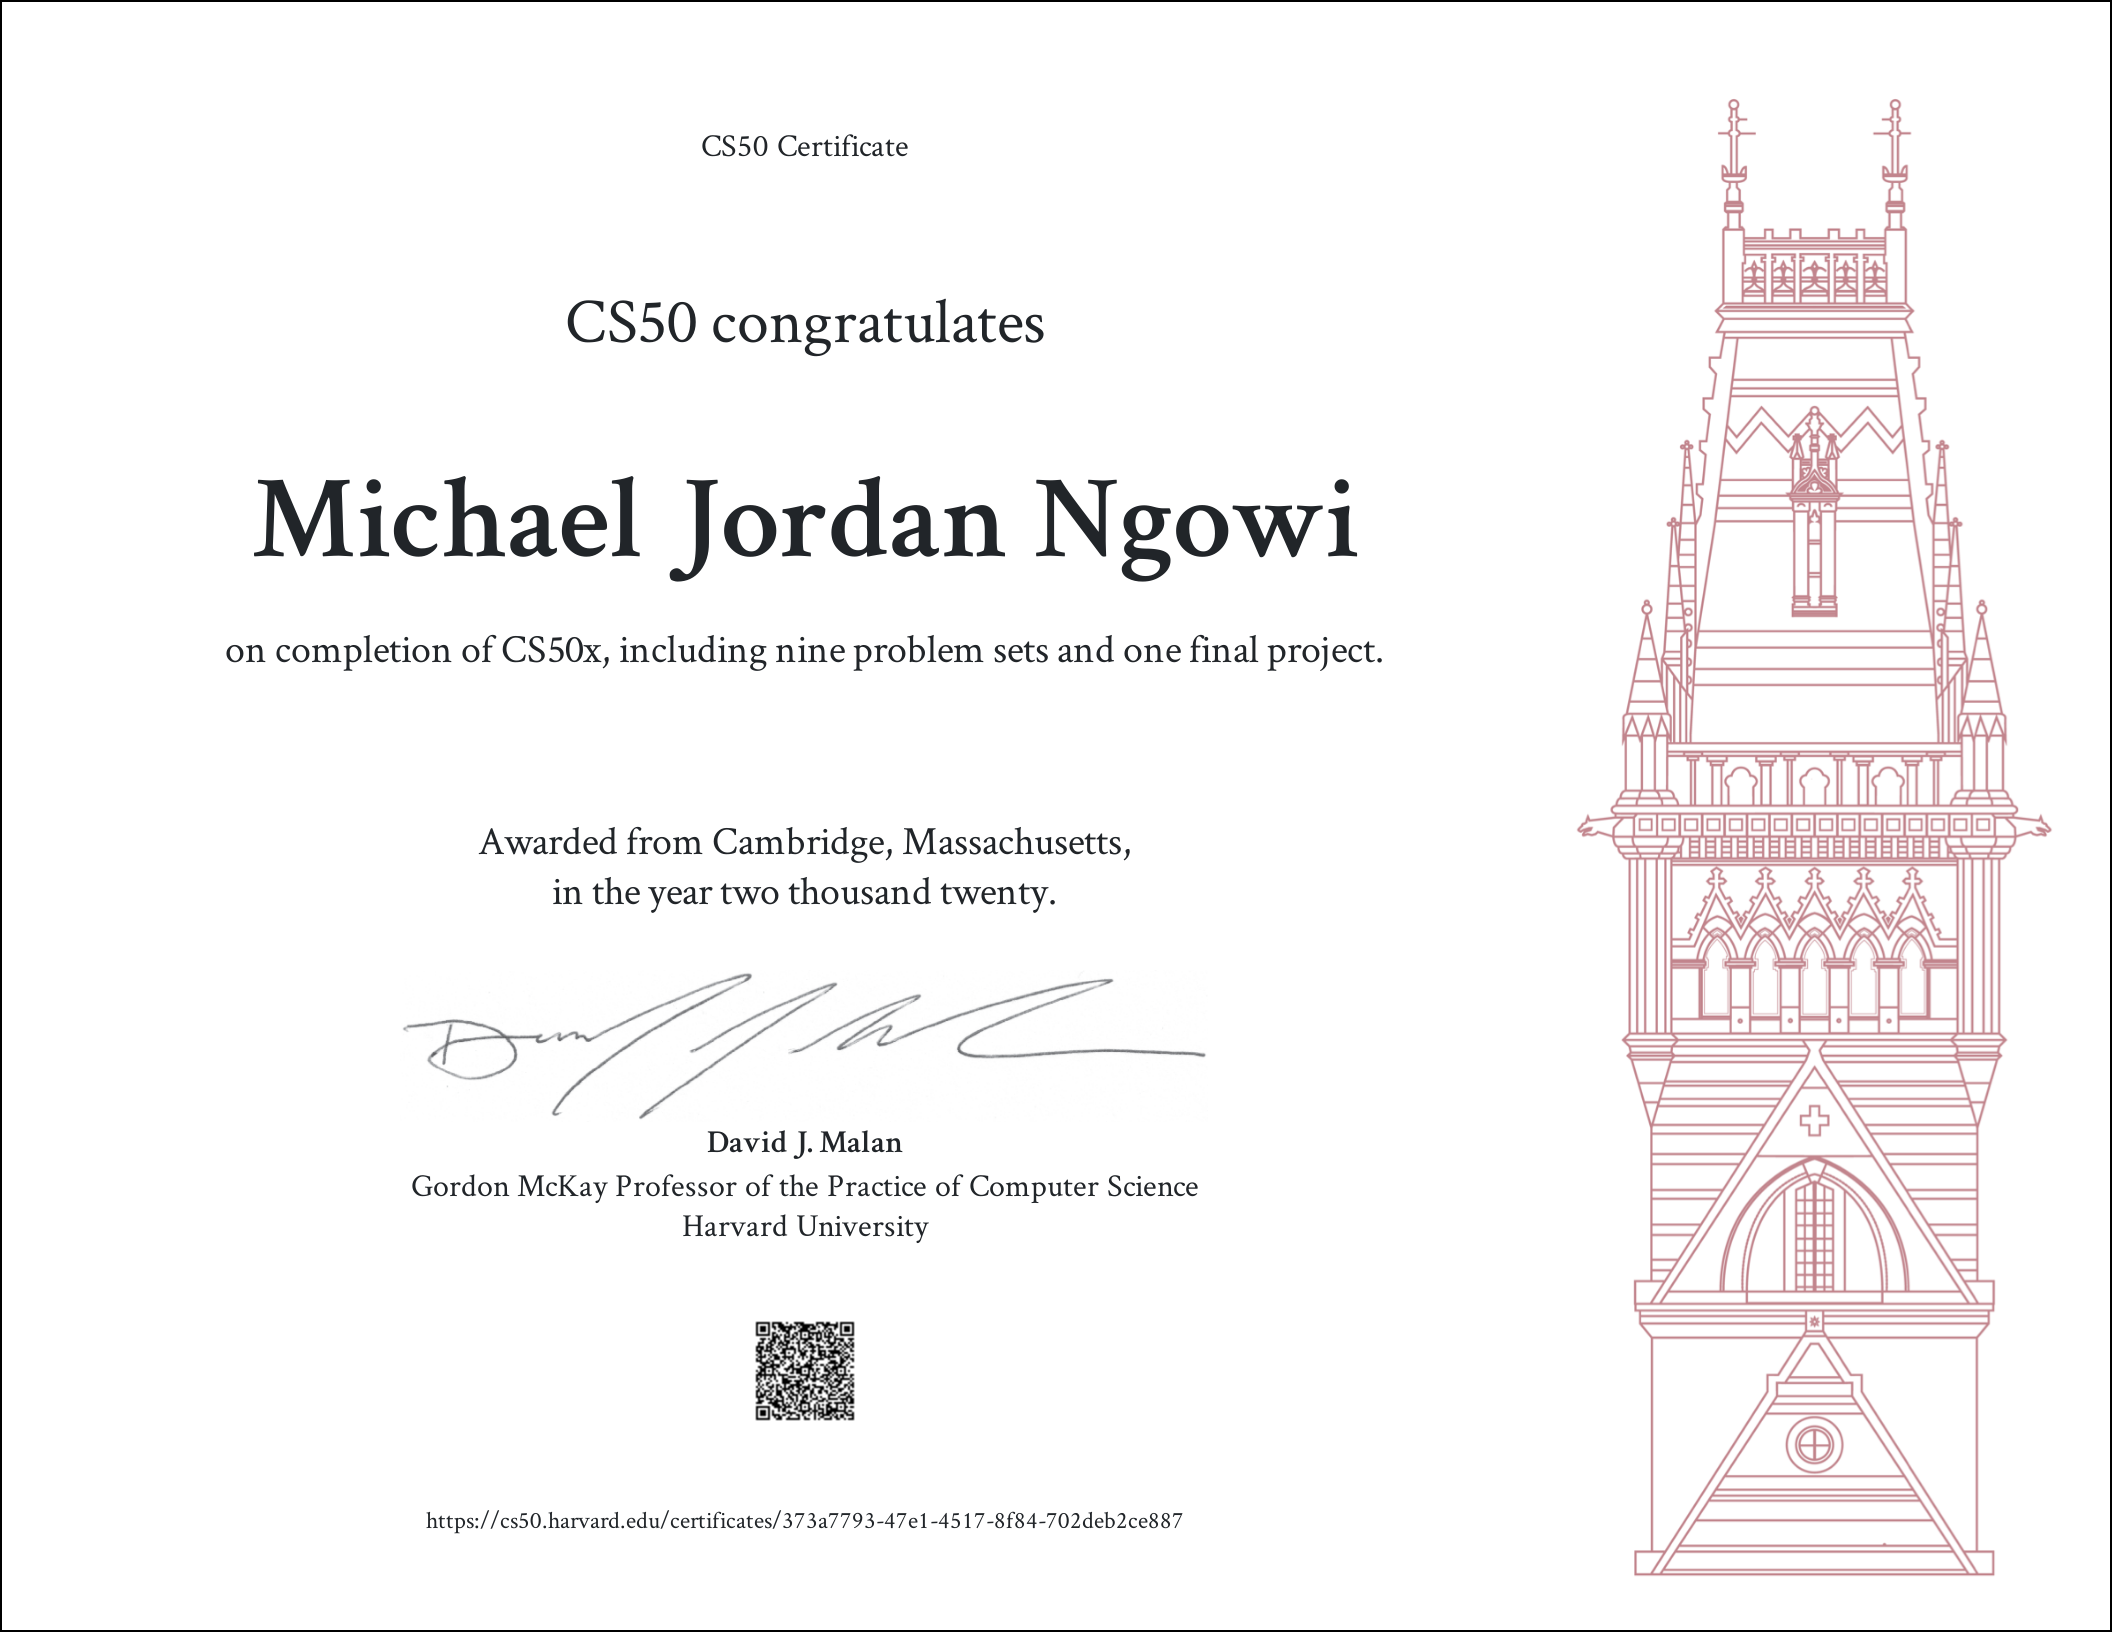 CS50 Certificate
CS50 congratulates
Michael Jordan Ngowi
on completion of CS50x, including nine problem sets and one final project.
Awarded from Cambridge, Massachusetts,
in the year two thousand twenty.
David J. Malan
Gordon McKay Professor of the Practice of Computer Science
Harvard University
https://cs50.harvard.edu/certificates/373a7793-47e1-4517-8f84-702deb2ce887